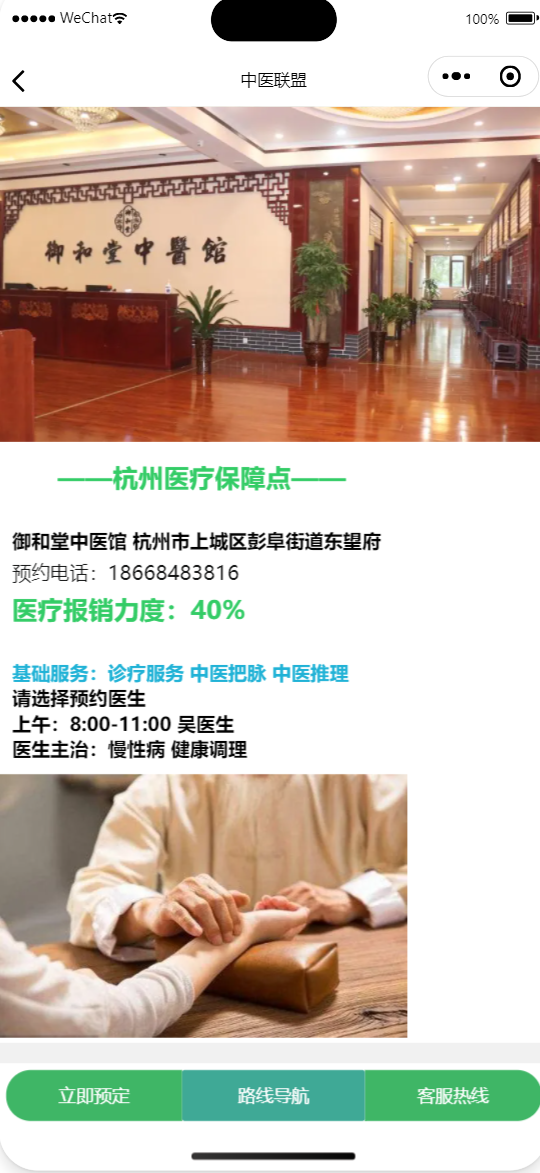 WeChat
100%
中医联盟
御和堂中醫館
——杭州医疗保障点——
御和堂中医馆 杭州市上城区彭阜街道东望府
预约电话：18668483816
医疗报销力度：40%
基础服务：诊疗服务 中医把脉 中医推理
请选择预约医生
上午：8:00-11:00 吴医生
医生主治：慢性病 健康调理
立即预定
路线导航
客服热线